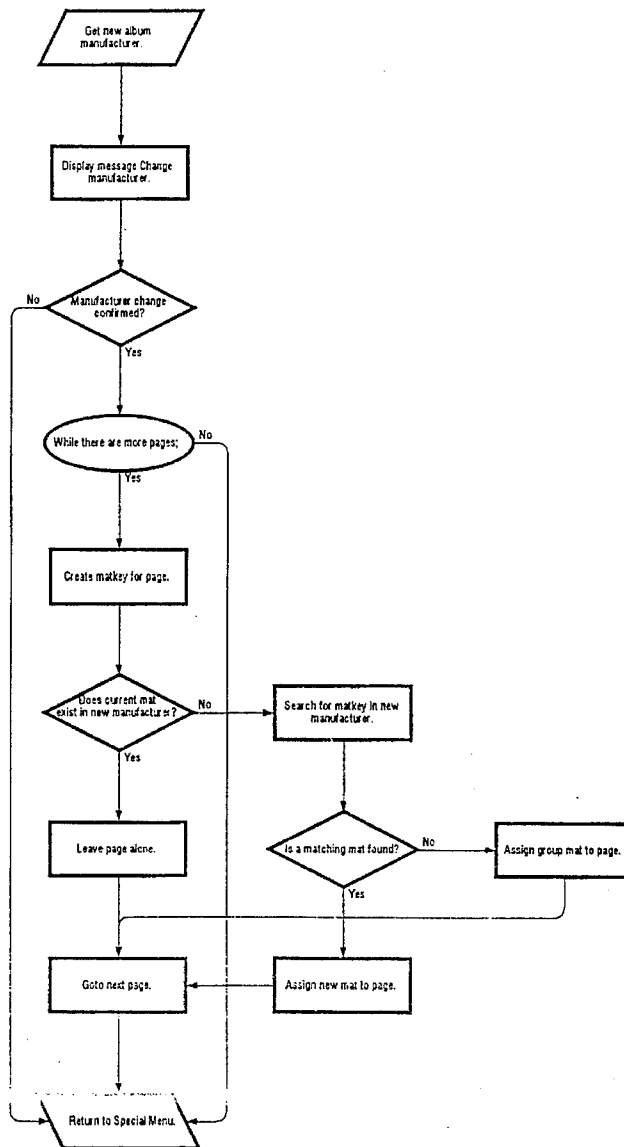 Get new album
manufacturer.
Display message Change
manufacturer.
No
Manufacturer change
confirmed?
Yes
While there are more pages;
No
Yes
Create matkey for page.
Does current mat
exist in new manufacturer?
No
Search for matkey in new
manufacturer.
Yes
Leave page alone.
Is a matching mat found?
No
Assign group mat to page.
Yes
Goto next page.
Assign new mat to page.
Return to Special Menu.